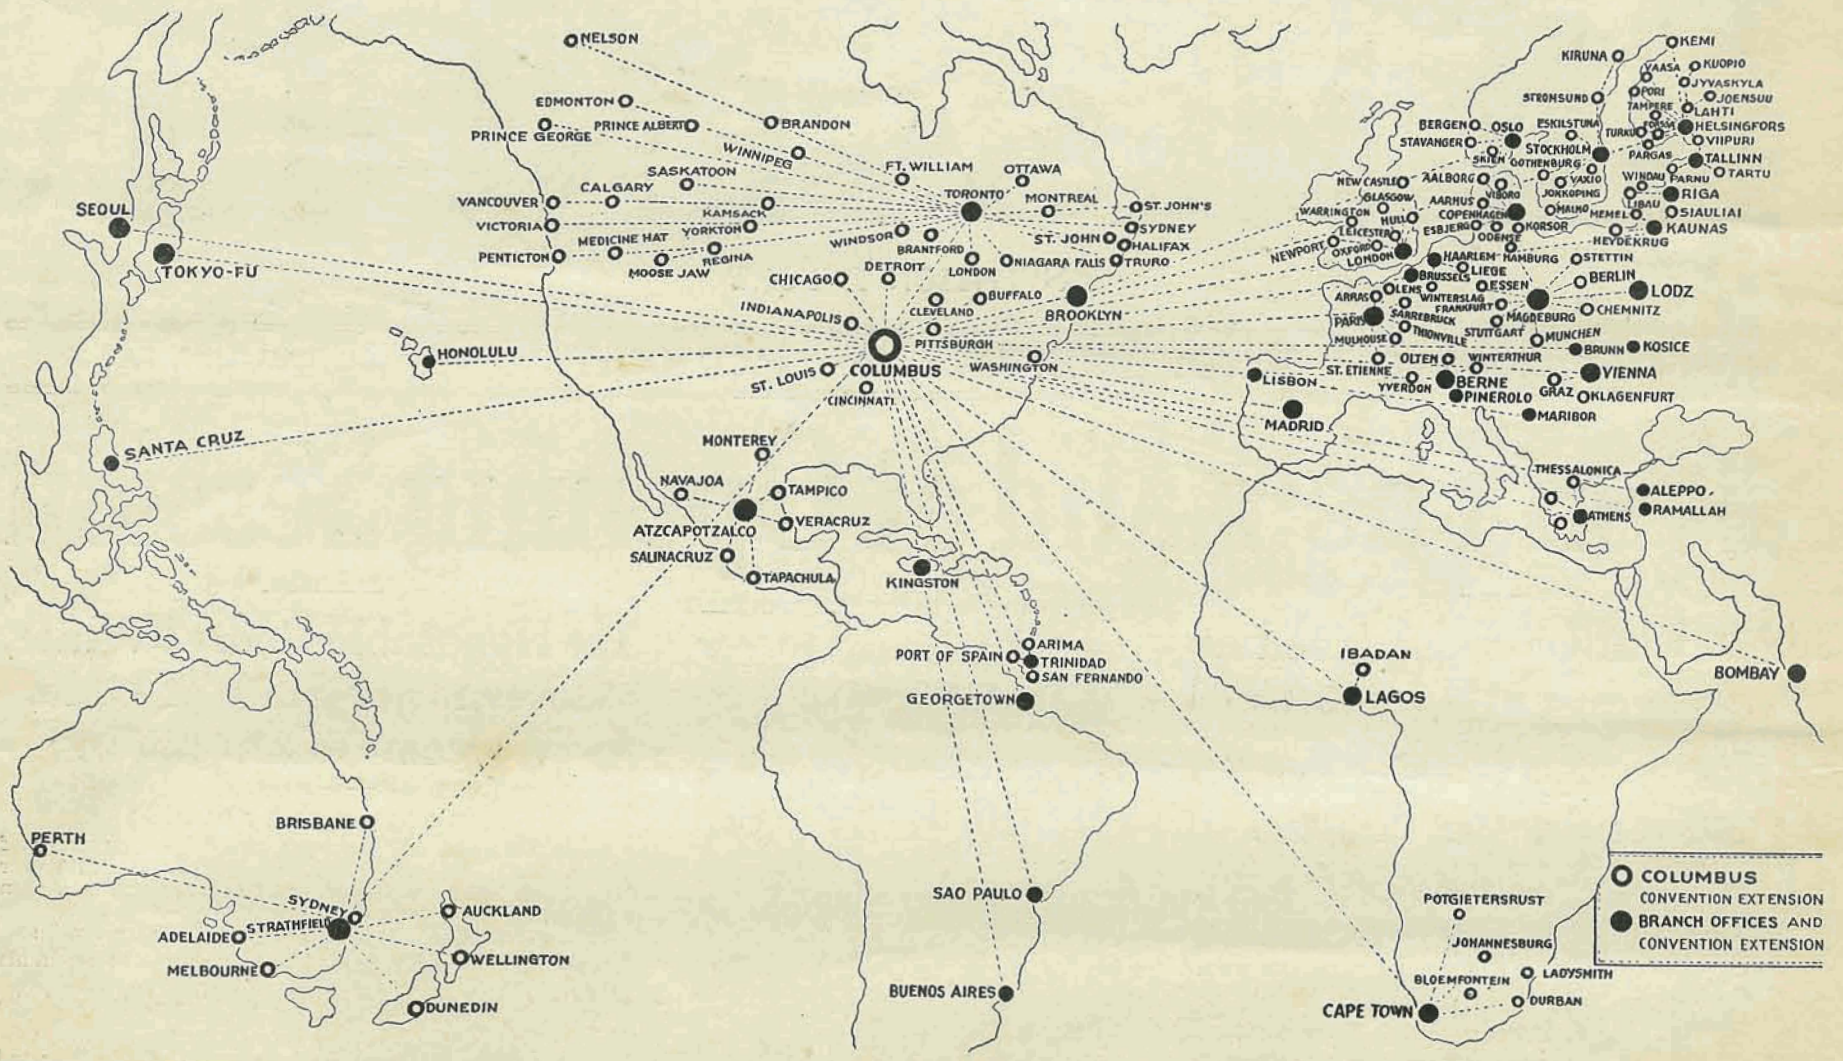 NELSON
EDMONTON
PRINCE GEORGE
PRINCE ALBERT
BRANDON
WINNIPEG
SASKATOON
FT. WILLIAM
OTTAWA
VANCOUVER
CALGARY
KAMSACK
TORONTO
MONTREAL
ST. JOHN'S
VICTORIA
YORKTON
SYDNEY
MEDICINE HAT
WINDSOR
BRANTFORD
ST. JOHN
HALIFAX
PENTICTON
MOOSE JAW
REGINA
LONDON
NIAGARA FALLS
TRURO
CHICAGO
DETROIT
BUFFALO
CLEVELAND
INDIANAPOLIS
BROOKLYN
PITTSBURGH
COLUMBUS
WASHINGTON
ST. LOUIS
CINCINNATI
SEOUL
TOKYO-FU
HONOLULU
SANTA CRUZ
MONTEREY
NAVAJOA
TAMPICO
ATZCAPOTZALCO
VERACRUZ
SALINACRUZ
TAPACHULA
KINGSTON
ARIMA
PORT OF SPAIN
TRINIDAD
SAN FERNANDO
GEORGETOWN
SAO PAULO
BUENOS AIRES
KIRUNA
KEMI
VAASA
KUOPIO
JYVASKYLA
STROMSUND
PORI
JOENSUU
TAMPERE
LAHTI
BERGEN
OSLO
ESKILSTUNA
TURKU
FORSSA
HELSINGFORS
STAVANGER
SKIEN
STOCKHOLM
PARGAS
VIIPURI
GOTHENBURG
TALLINN
NEW CASTLE
AALBORG
VIBORG
VAXIO
JONKOPING
WINDAU
PARNU
TARTU
GLASGOW
AARHUS
LIBAU
RIGA
WARRINGTON
HULL
COPENHAGEN
MALMO
MEMEL
SIAULIAI
LEICESTER
ESBJERG
ODENSE
KORSOR
KAUNAS
NEWPORT
OXFORD
HEYDEKRUG
LONDON
HAARLEM
HAMBURG
STETTIN
BRUSSELS
LIEGE
BERLIN
LENS
ESSEN
LODZ
ARRAS
WINTERSLAG
FRANKFURT
CHEMNITZ
PARIS
SARREBRUCK
MAGDEBURG
MULHOUSE
THIONVILLE
STUTTGART
MUNCHEN
BRUNN
KOSICE
OLTEN
WINTERTHUR
ST. ETIENNE
VIENNA
LISBON
YVERDON
BERNE
GRAZ
PINEROLO
KLAGENFURT
MADRID
MARIBOR
THESSALONICA
ALEPPO.
ATHENS
RAMALLAH
IBADAN
LAGOS
BOMBAY
BRISBANE
PERTH
SYDNEY
STRATHFIELD
AUCKLAND
ADELAIDE
WELLINGTON
MELBOURNE
DUNEDIN
POTGIETERSRUST
JOHANNESBURG
BLOEMFONTEIN
LADYSMITH
CAPE TOWN
DURBAN
COLUMBUS
CONVENTION EXTENSION
BRANCH OFFICES AND
CONVENTION EXTENSION